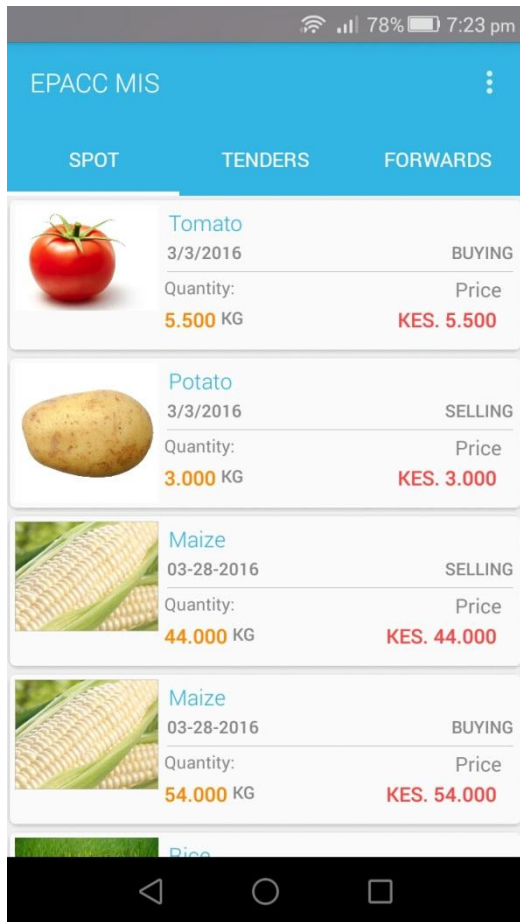 78% 7:23 pm
EPACC MIS
SPOT TENDERS FORWARDS
Tomato
3/3/2016 BUYING
Quantity: Price
5.500 KG KES. 5.500
Potato
3/3/2016 SELLING
Quantity: Price
3.000 KG KES. 3.000
Maize
03-28-2016 SELLING
Quantity: Price
44.000 KG KES. 44.000
Maize
03-28-2016 BUYING
Quantity: Price
54.000 KG KES. 54.000
Rice